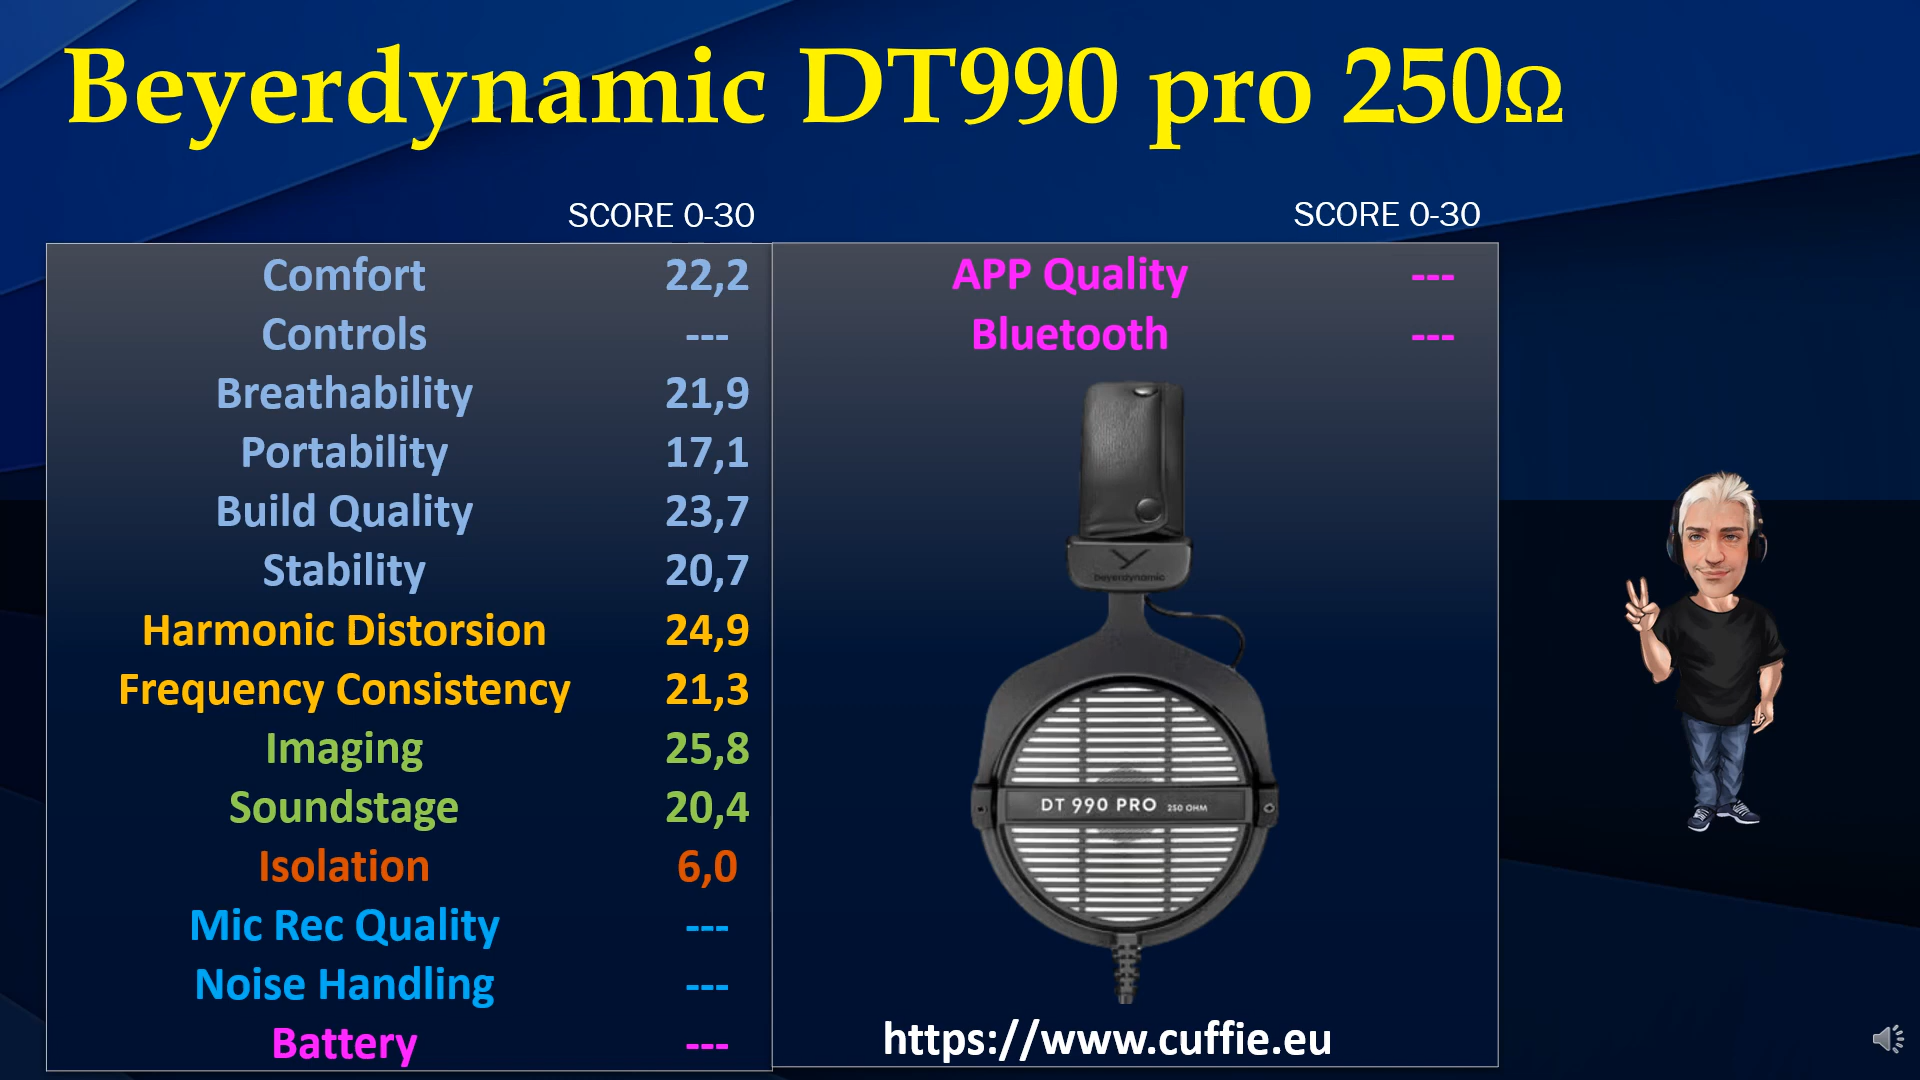 Beyerdynamic DT990 pro 250Ω
SCORE 0-30
SCORE 0-30
Comfort 22,2
Controls ---
Breathability 21,9
Portability 17,1
Build Quality 23,7
Stability 20,7
Harmonic Distorsion 24,9
Frequency Consistency 21,3
Imaging 25,8
Soundstage 20,4
Isolation 6,0
Mic Rec Quality ---
Noise Handling ---
Battery ---
APP Quality ---
Bluetooth ---
beyerdynamic
DT 990 PRO 250 OHM
https://www.cuffie.eu